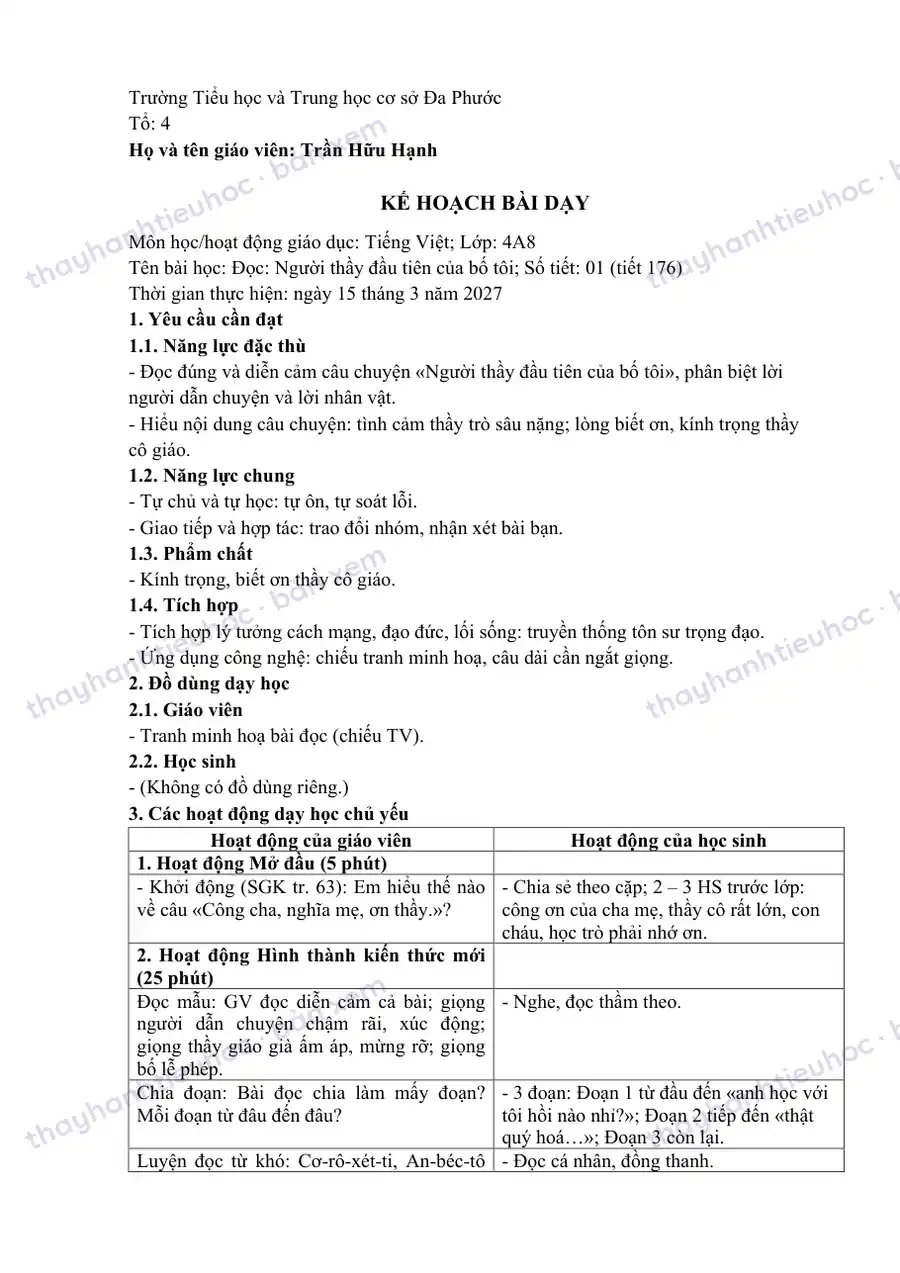 Trường Tiểu học và Trung học cơ sở Đa Phước
Tổ: 4
Họ và tên giáo viên: Trần Hữu Hạnh
KẾ HOẠCH BÀI DẠY
Môn học/hoạt động giáo dục: Tiếng Việt; Lớp: 4A8
Tên bài học: Đọc: Người thầy đầu tiên của bố tôi; Số tiết: 01 (tiết 176)
Thời gian thực hiện: ngày 15 tháng 3 năm 2027
1. Yêu cầu cần đạt
1.1. Năng lực đặc thù
- Đọc đúng và diễn cảm câu chuyện «Người thầy đầu tiên của bố tôi», phân biệt lời
người dẫn chuyện và lời nhân vật.
- Hiểu nội dung câu chuyện: tình cảm thầy trò sâu nặng; lòng biết ơn, kính trọng thầy
cô giáo.
1.2. Năng lực chung
- Tự chủ và tự học: tự ôn, tự soát lỗi.
- Giao tiếp và hợp tác: trao đổi nhóm, nhận xét bài bạn.
1.3. Phẩm chất
- Kính trọng, biết ơn thầy cô giáo.
1.4. Tích hợp
- Tích hợp lý tưởng cách mạng, đạo đức, lối sống: truyền thống tôn sư trọng đạo.
- Ứng dụng công nghệ: chiếu tranh minh hoạ, câu dài cần ngắt giọng.
2. Đồ dùng dạy học
2.1. Giáo viên
- Tranh minh hoạ bài đọc (chiếu TV).
2.2. Học sinh
- (Không có đồ dùng riêng.)
3. Các hoạt động dạy học chủ yếu
Hoạt động của giáo viên
Hoạt động của học sinh
1. Hoạt động Mở đầu (5 phút)
- Khởi động (SGK tr. 63): Em hiểu thế nào
về câu «Công cha, nghĩa mẹ, ơn thầy.»?
- Chia sẻ theo cặp; 2 – 3 HS trước lớp:
công ơn của cha mẹ, thầy cô rất lớn, con
cháu, học trò phải nhớ ơn.
2. Hoạt động Hình thành kiến thức mới
(25 phút)
Đọc mẫu: GV đọc diễn cảm cả bài; giọng
người dẫn chuyện chậm rãi, xúc động;
giọng thầy giáo già ấm áp, mừng rỡ; giọng
bố lễ phép.
- Nghe, đọc thầm theo.
Chia đoạn: Bài đọc chia làm mấy đoạn?
Mỗi đoạn từ đâu đến đâu?
- 3 đoạn: Đoạn 1 từ đầu đến «anh học với
tôi hồi nào nhỉ?»; Đoạn 2 tiếp đến «thật
quý hoá…»; Đoạn 3 còn lại.
Luyện đọc từ khó: Cơ-rô-xét-ti, An-béc-tô
- Đọc cá nhân, đồng thanh.
thayhanhtieuhoc · bản xem
thayhanhtieuhoc · b
thayhanhtieuhoc · bản xem
thayhanhtieuhoc · b
thayhanhtieuhoc · bản xem
thayhanhtieuhoc · b